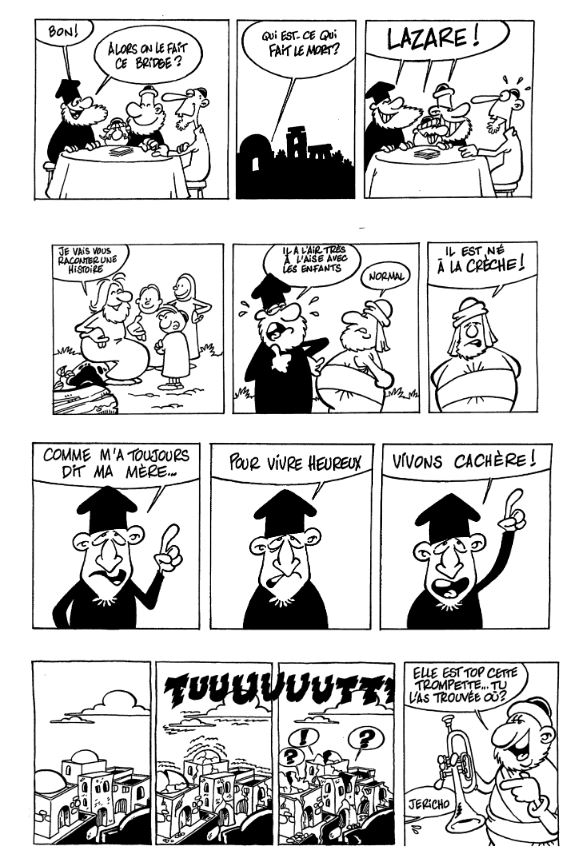 BON!
ÀLORS ON LE FAIT
CE BRIDGE?
QUI EST-CE QUI
FAIT LE MORT?
LAZARE!
JE VAIS VOUS
RACONTER UNE
HISTOIRE
IL A L'AIR TRÈS
À L'AISE AVEC
LES ENFANTS
NORMAL
IL EST NÉ
À LA CRÈCHE!
COMME M'A TOUJOURS
DIT MA MÈRE...
POUR VIVRE HEUREUX
VIVONS CACHÈRE!
TUUUUUUUTTT
! ? ?
ELLE EST TOP CETTE
TROMPETTE... TU
L'AS TROUVÉE OÙ?
JERICHO